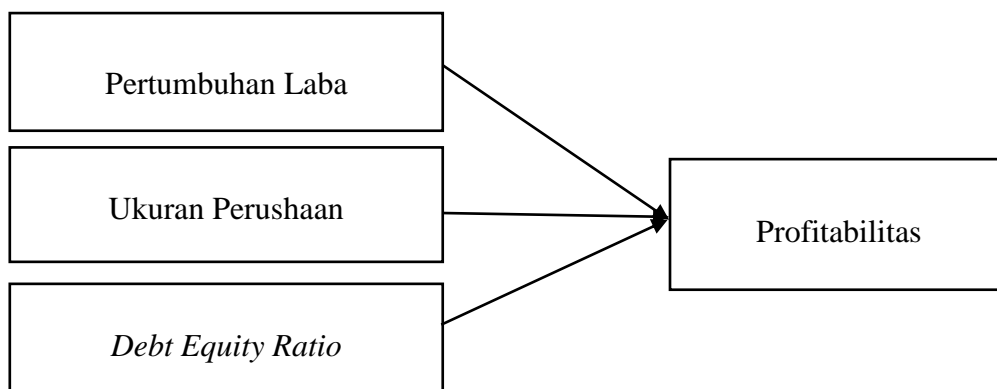 Pertumbuhan Laba
Ukuran Perushaan
Profitabilitas
Debt Equity Ratio